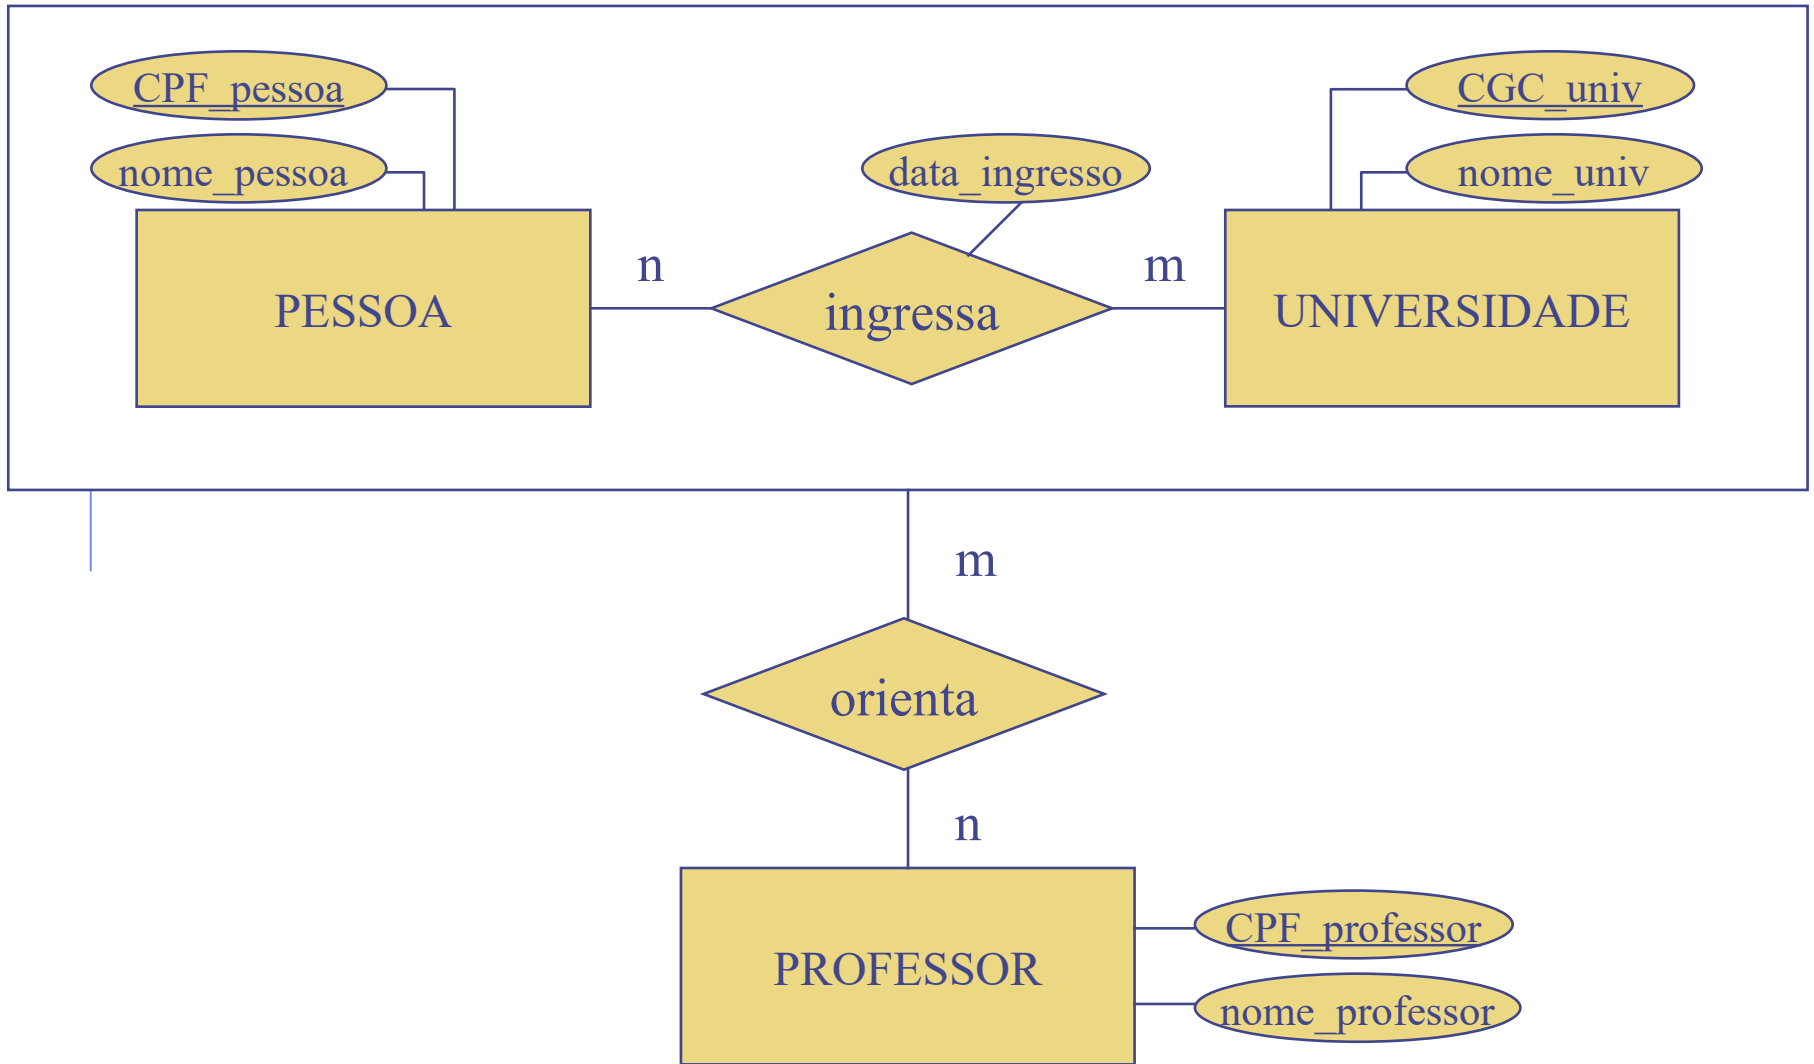 CPF_pessoa
CGC_univ
nome_pessoa
data_ingresso
nome_univ
n
m
PESSOA
ingressa
UNIVERSIDADE
m
orienta
n
CPF_professor
PROFESSOR
nome_professor